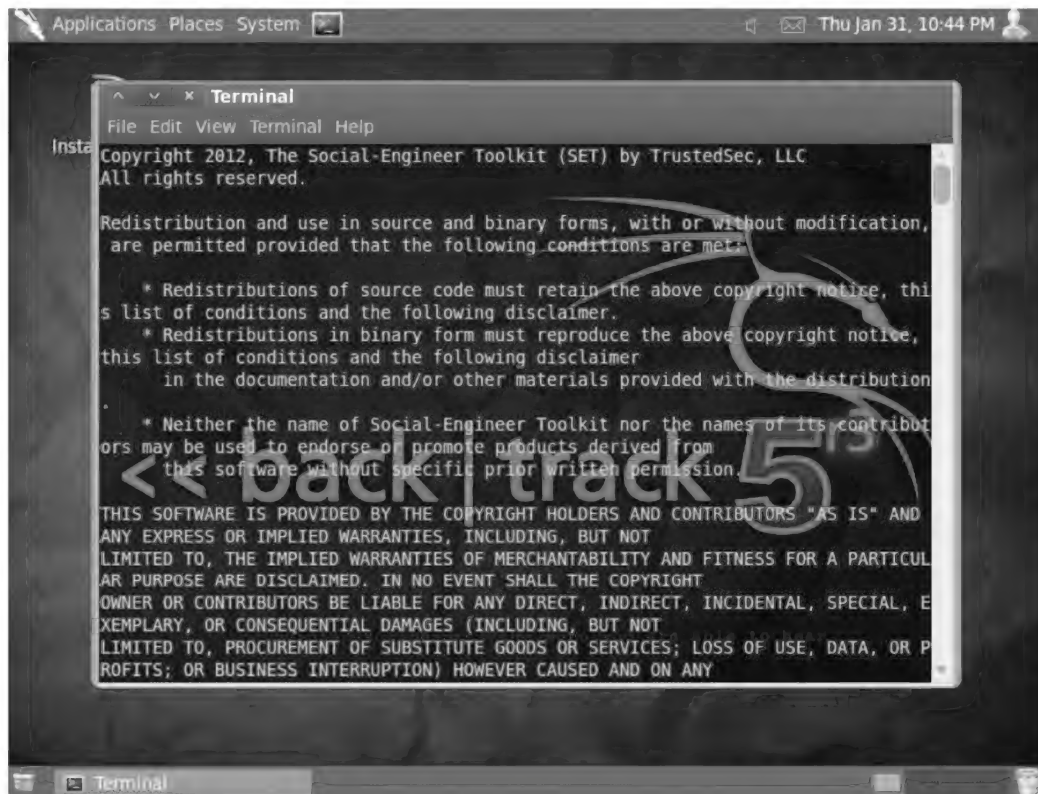 Applications Places System
Thu Jan 31, 10:44 PM
Insta
Terminal
File Edit View Terminal Help
Copyright 2012, The Social-Engineer Toolkit (SET) by TrustedSec, LLC
All rights reserved.
Redistribution and use in source and binary forms, with or without modification,
are permitted provided that the following conditions are met:
* Redistributions of source code must retain the above copyright notice, thi
s list of conditions and the following disclaimer.
* Redistributions in binary form must reproduce the above copyright notice,
this list of conditions and the following disclaimer
in the documentation and/or other materials provided with the distribution
.
* Neither the name of Social-Engineer Toolkit nor the names of its contribut
ors may be used to endorse or promote products derived from
this software without specific prior written permission.
<< back | track 5 r3
THIS SOFTWARE IS PROVIDED BY THE COPYRIGHT HOLDERS AND CONTRIBUTORS "AS IS" AND
ANY EXPRESS OR IMPLIED WARRANTIES, INCLUDING, BUT NOT
LIMITED TO, THE IMPLIED WARRANTIES OF MERCHANTABILITY AND FITNESS FOR A PARTICUL
AR PURPOSE ARE DISCLAIMED. IN NO EVENT SHALL THE COPYRIGHT
OWNER OR CONTRIBUTORS BE LIABLE FOR ANY DIRECT, INDIRECT, INCIDENTAL, SPECIAL, E
XEMPLARY, OR CONSEQUENTIAL DAMAGES (INCLUDING, BUT NOT
LIMITED TO, PROCUREMENT OF SUBSTITUTE GOODS OR SERVICES; LOSS OF USE, DATA, OR P
ROFITS; OR BUSINESS INTERRUPTION) HOWEVER CAUSED AND ON ANY
Terminal